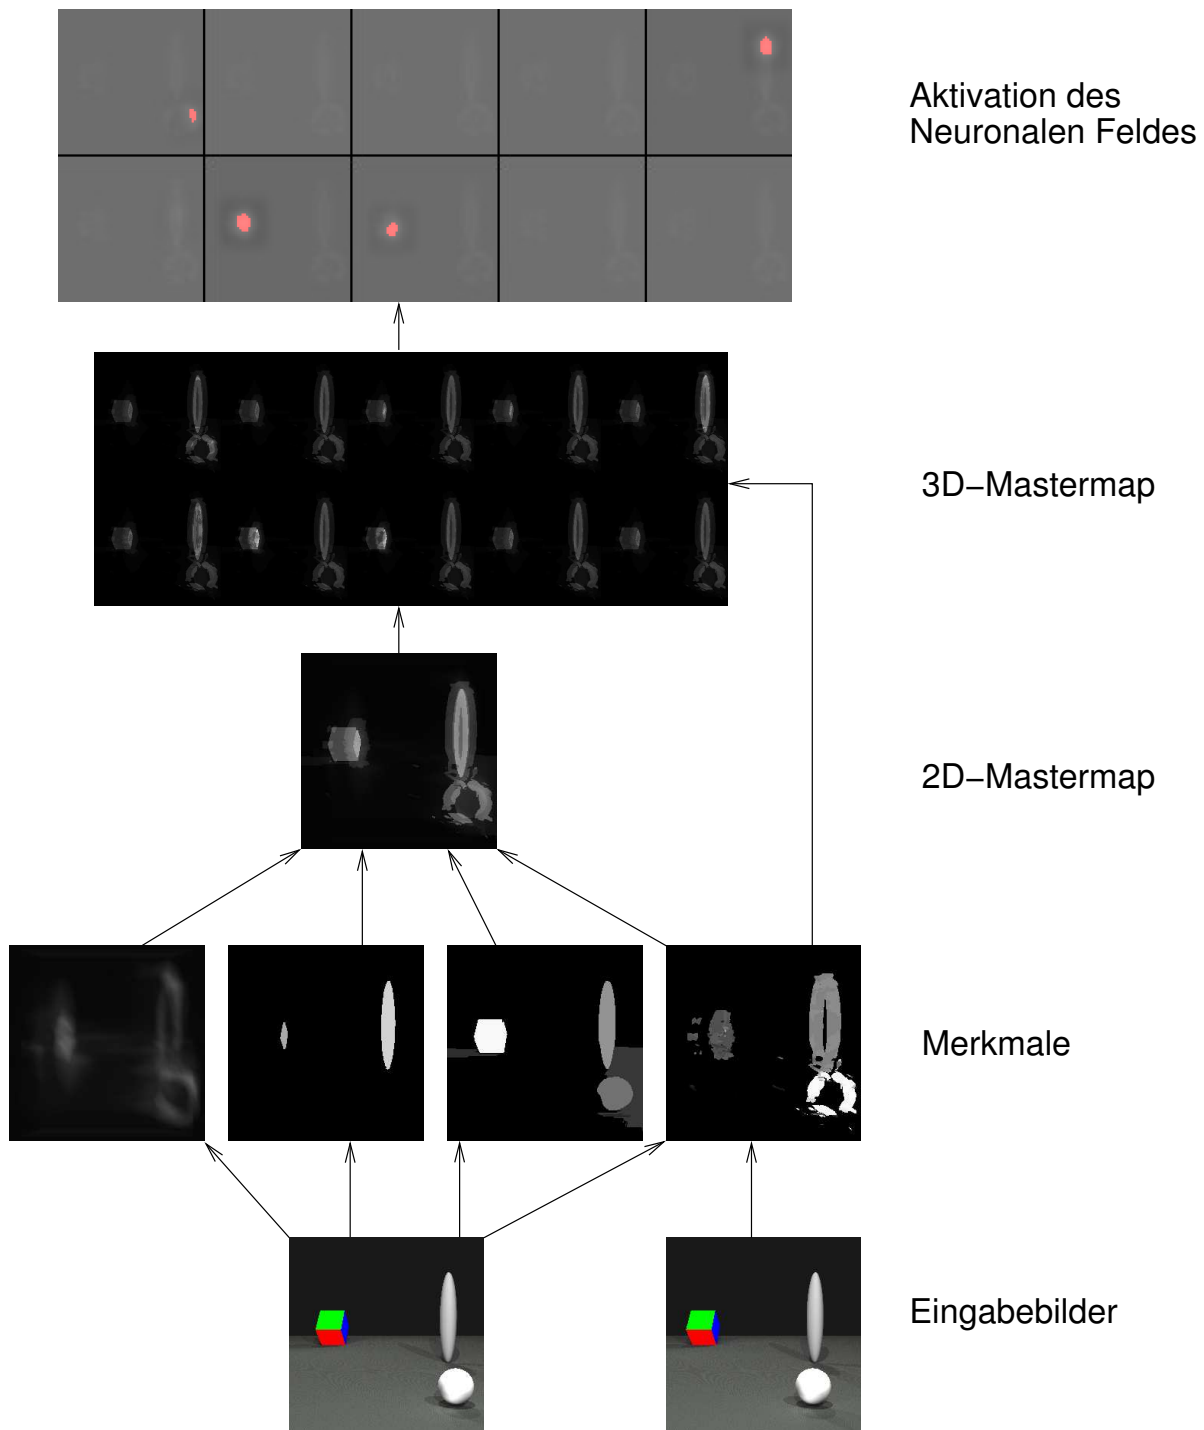 Aktivation des
Neuronalen Feldes
3D–Mastermap
2D–Mastermap
Merkmale
Eingabebilder